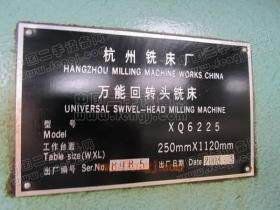 杭州铣床厂
HANGZHOU MILLING MACHINE WORKS.CHINA
万能回转头铣床
UNIVERSAL SWIVEL-HEAD MILLING MACHINE
型号 Model XQ6225
工作台面 Table size(WXL) 250mmX1120mm
出厂编号 Ser.No. 出厂日期 Date